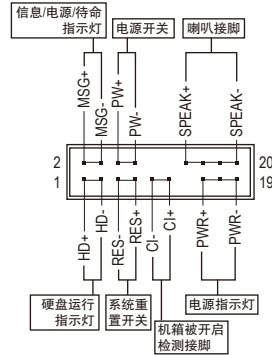 信息/电源/待命
指示灯
电源开关
喇叭接脚
MSG+
MSG-
PW+
PW-
SPEAK+
SPEAK-
2
20
1
19
HD+
HD-
RES-
RES+
CI-
CI+
PWR+
PWR-
硬盘运行
指示灯
系统重
置开关
电源指示灯
机箱被开启
检测接脚